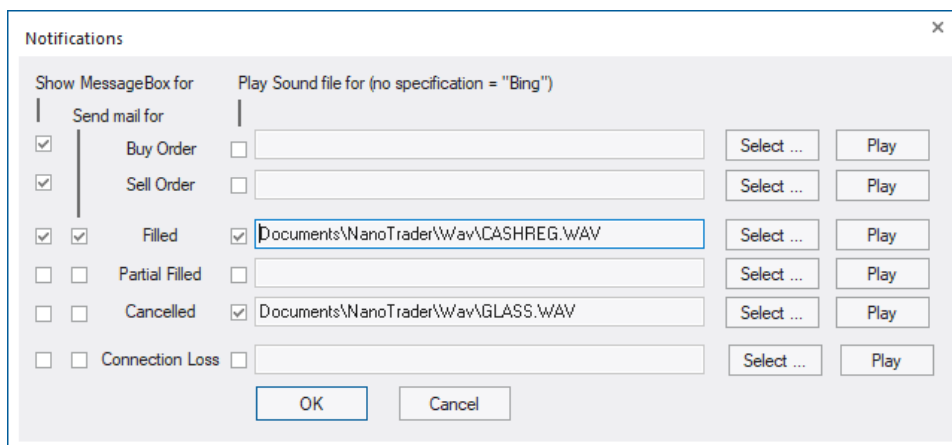 Notifications
Show MessageBox for Play Sound file for (no specification = "Bing")
Send mail for
Buy Order Select ... Play
Sell Order Select ... Play
Filled Documents\NanoTrader\Wav\CASHREG.WAV Select ... Play
Partial Filled Select ... Play
Cancelled Documents\NanoTrader\Wav\GLASS.WAV Select ... Play
Connection Loss Select ... Play
OK Cancel